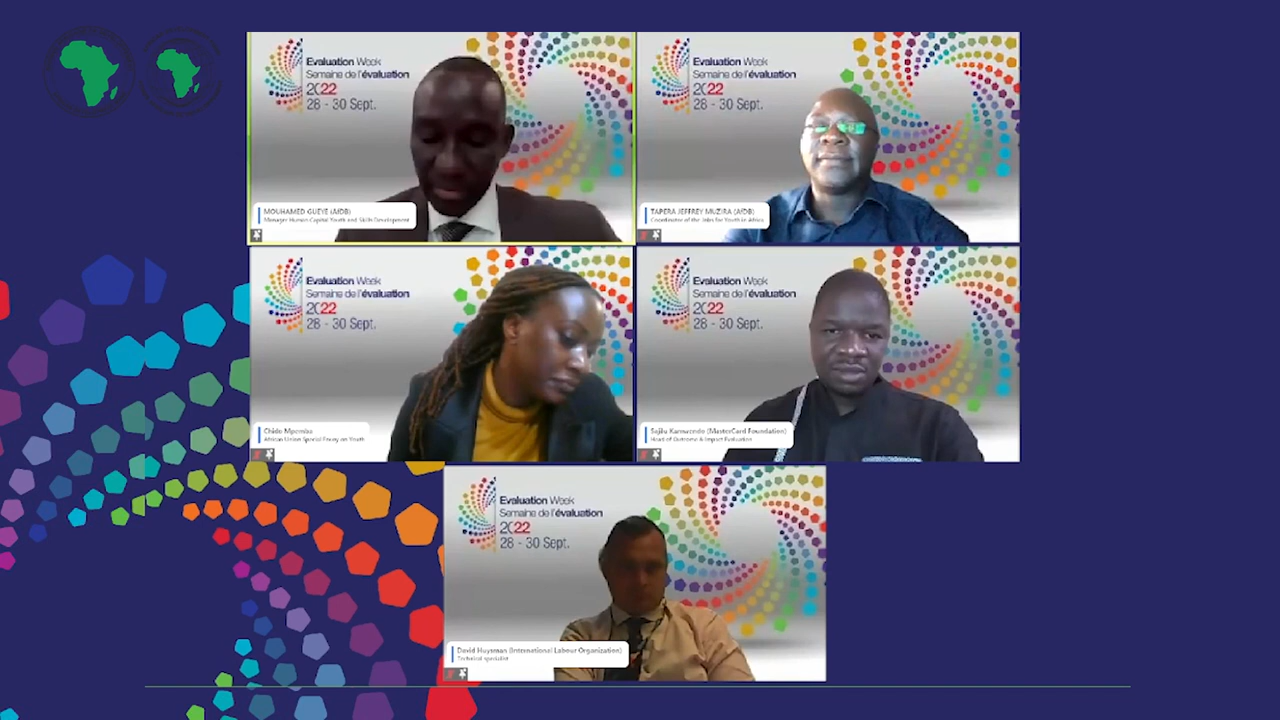 Evaluation Week
Semaine de l'évaluation
2022
28 - 30 Sept.
MOUHAMED GUEYE (AfDB)
Manager Human Capital Youth and Skills Development
Evaluation Week
Semaine de l'évaluation
2022
28 - 30 Sept.
TAPERA JEFFREY MUZIRA (AfDB)
Coordinator of the Jobs for Youth in Africa
Evaluation Week
Semaine de l'évaluation
2022
28 - 30 Sept.
Chido Mpemba
African Union Special Envoy on Youth
Evaluation Week
Semaine de l'évaluation
2022
28 - 30 Sept.
Sajilu Kamwendo (MasterCard Foundation)
Head of Outcome & Impact Evaluation
Evaluation Week
Semaine de l'évaluation
2022
28 - 30 Sept.
David Huysman (International Labour Organization)
Technical specialist